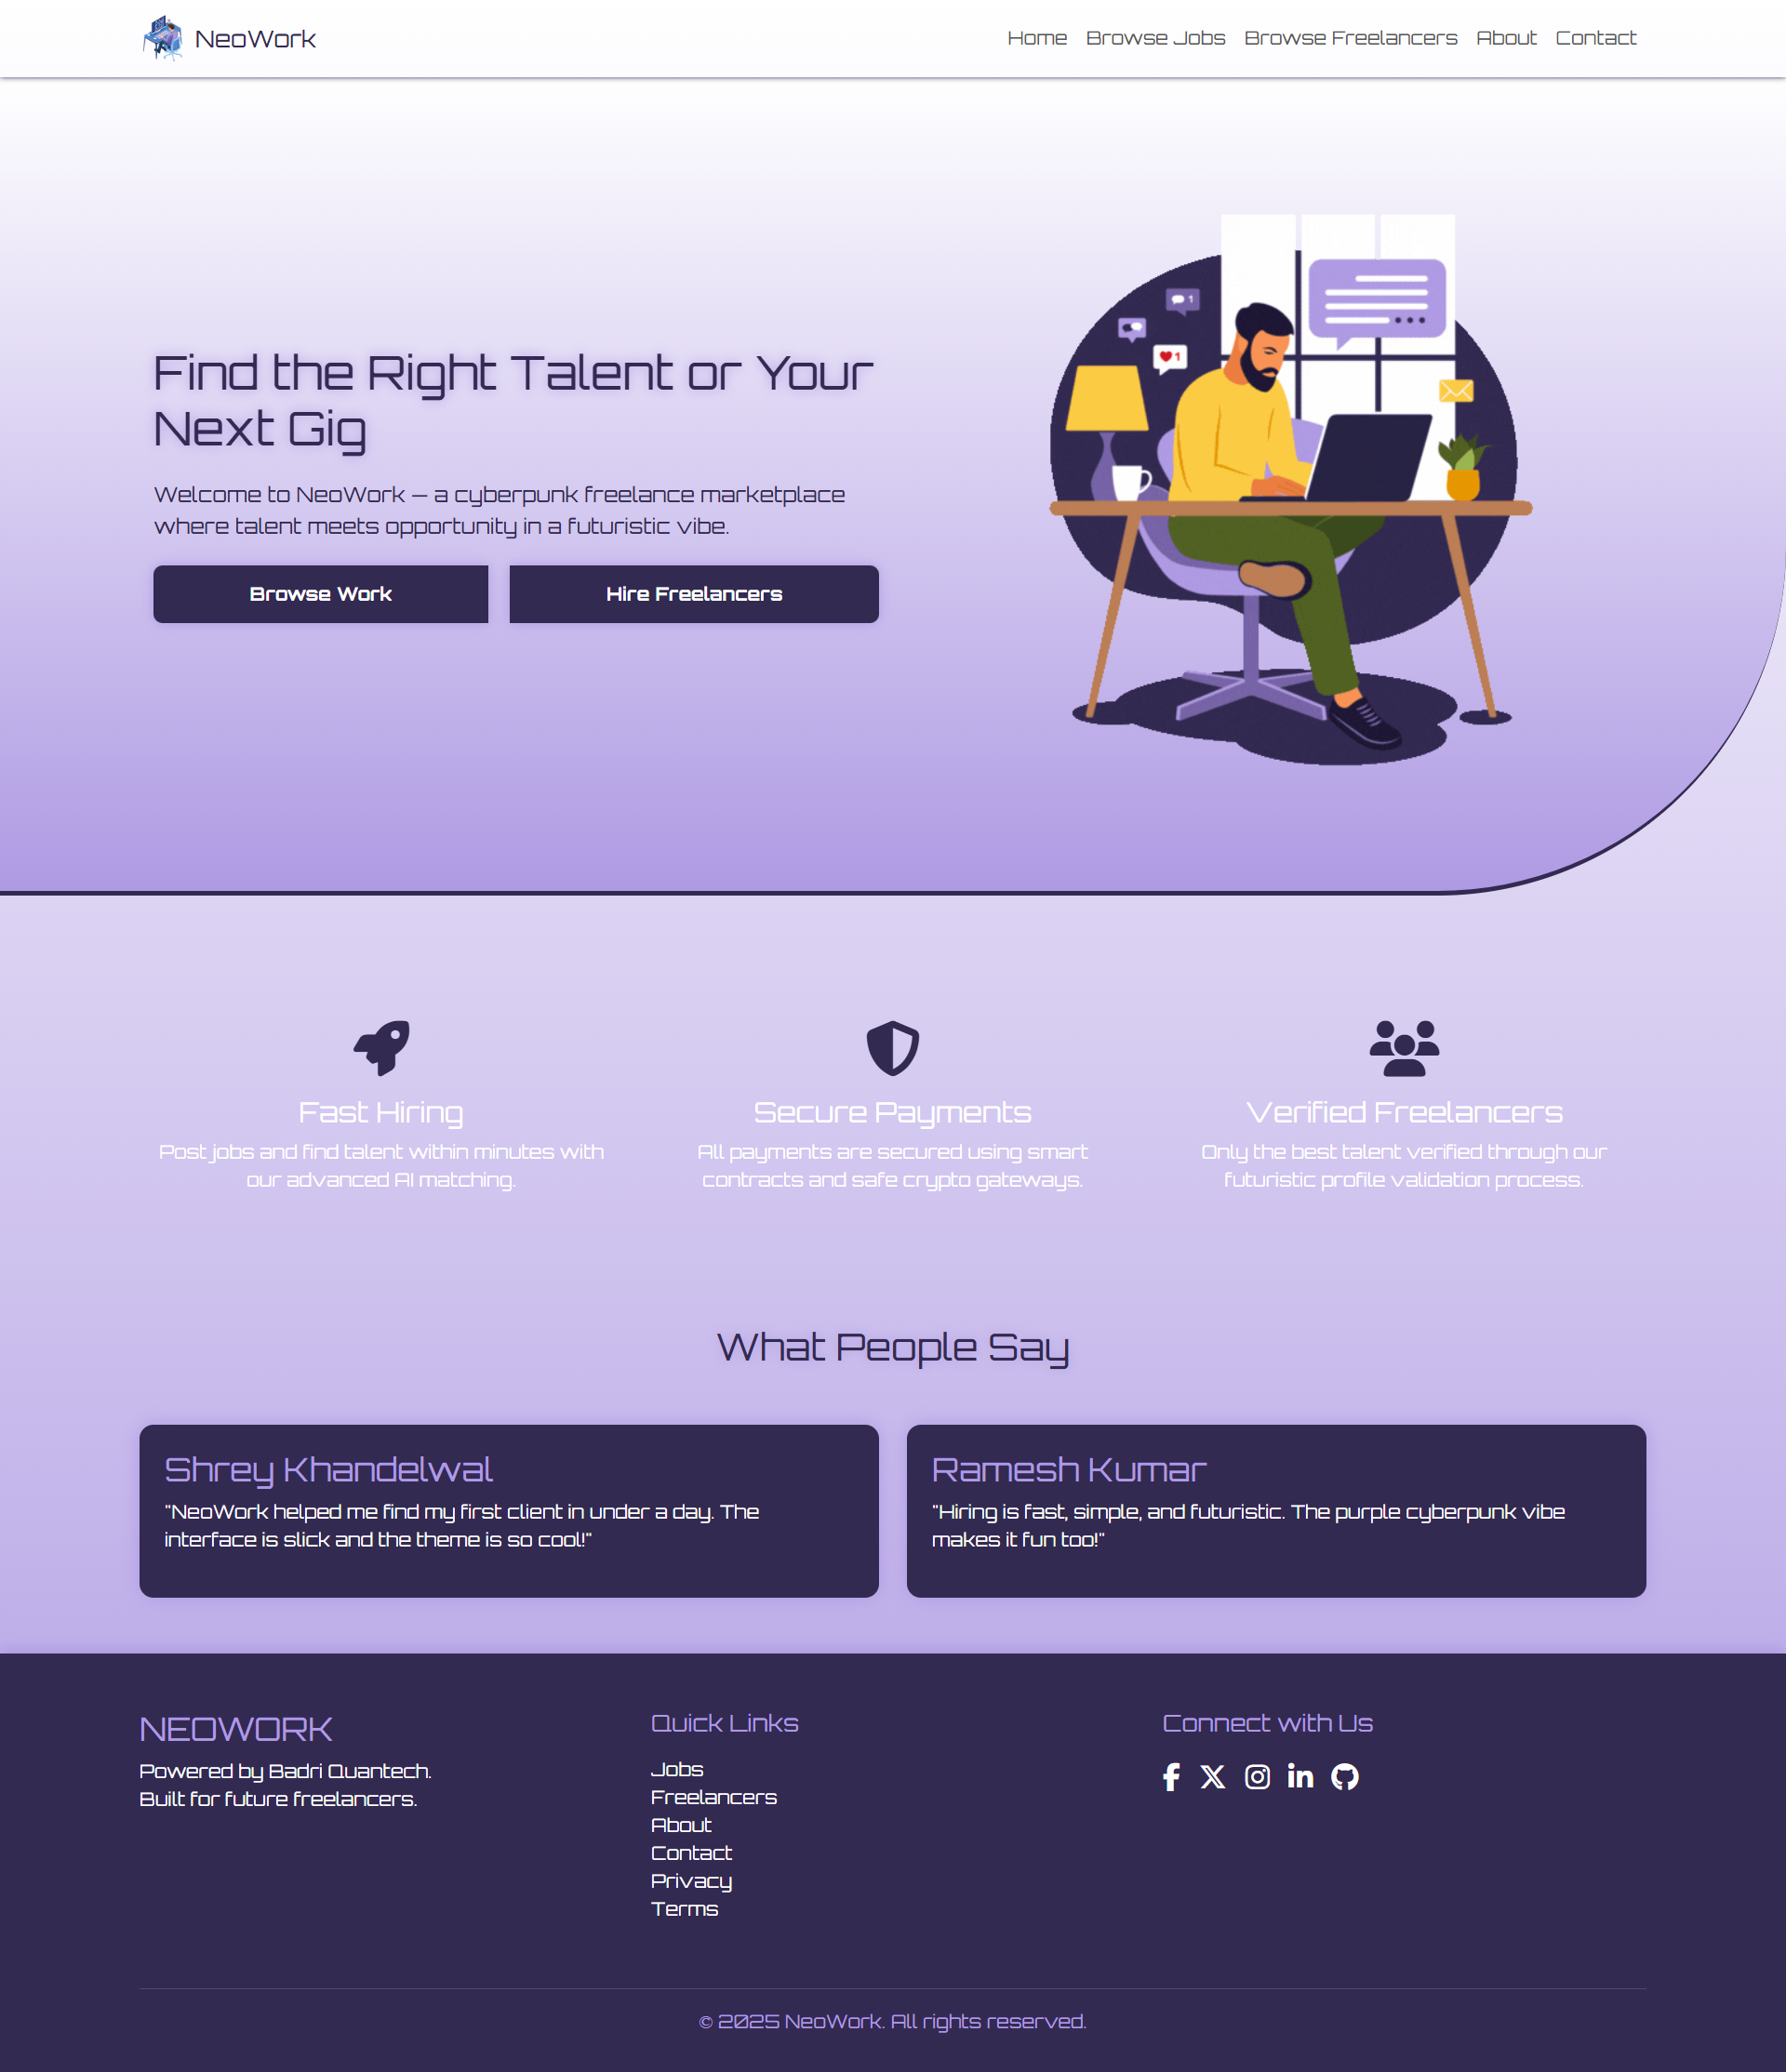 NeoWork
Home Browse Jobs Browse Freelancers About Contact
Find the Right Talent or Your
Next Gig
Welcome to NeoWork — a cyberpunk freelance marketplace
where talent meets opportunity in a futuristic vibe.
Browse Work
Hire Freelancers
1
1
Fast Hiring
Post jobs and find talent within minutes with
our advanced AI matching.
Secure Payments
All payments are secured using smart
contracts and safe crypto gateways.
Verified Freelancers
Only the best talent verified through our
futuristic profile validation process.
What People Say
Shrey Khandelwal
"NeoWork helped me find my first client in under a day. The
interface is slick and the theme is so cool!"
Ramesh Kumar
"Hiring is fast, simple, and futuristic. The purple cyberpunk vibe
makes it fun too!"
NEOWORK
Powered by Badri Quantech.
Built for future freelancers.
Quick Links
Jobs
Freelancers
About
Contact
Privacy
Terms
Connect with Us
© 2025 NeoWork. All rights reserved.